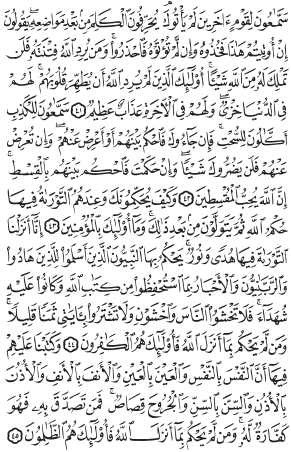 سَمَّٰعُونَ لِقَوْمٍ ءَاخَرِينَ لَمْ يَأْتُوكَ يُحَرِّفُونَ ٱلْكَلِمَ مِنۢ بَعْدِ مَوَاضِعِهِۦ يَقُولُونَ
إِنْ أُوتِيتُمْ هَٰذَا فَخُذُوهُ وَإِن لَّمْ تُؤْتَوْهُ فَٱحْذَرُوا۟ وَمَن يُرِدِ ٱللَّهُ فِتْنَتَهُۥ فَلَن
تَمْلِكَ لَهُۥ مِنَ ٱللَّهِ شَيْـًٔا أُو۟لَٰٓئِكَ ٱلَّذِينَ لَمْ يُرِدِ ٱللَّهُ أَن يُطَهِّرَ قُلُوبَهُمْ لَهُمْ
فِى ٱلدُّنْيَا خِزْىٌ وَلَهُمْ فِى ٱلْءَاخِرَةِ عَذَابٌ عَظِيمٌ ٤١ سَمَّٰعُونَ لِلْكَذِبِ
أَكَّٰلُونَ لِلسُّحْتِ فَإِن جَآءُوكَ فَٱحْكُم بَيْنَهُمْ أَوْ أَعْرِضْ عَنْهُمْ وَإِن تُعْرِضْ
عَنْهُمْ فَلَن يَضُرُّوكَ شَيْـًٔا وَإِنْ حَكَمْتَ فَٱحْكُم بَيْنَهُم بِٱلْقِسْطِ
إِنَّ ٱللَّهَ يُحِبُّ ٱلْمُقْسِطِينَ ٤٢ وَكَيْفَ يُحَكِّمُونَكَ وَعِندَهُمُ ٱلتَّوْرَىٰةُ فِيهَا
حُكْمُ ٱللَّهِ ثُمَّ يَتَوَلَّوْنَ مِنۢ بَعْدِ ذَٰلِكَ وَمَآ أُو۟لَٰٓئِكَ بِٱلْمُؤْمِنِينَ ٤٣ إِنَّآ أَنزَلْنَا
ٱلتَّوْرَىٰةَ فِيهَا هُدًى وَنُورٌ يَحْكُمُ بِهَا ٱلنَّبِيُّونَ ٱلَّذِينَ أَسْلَمُوا۟ لِلَّذِينَ هَادُوا۟
وَٱلرَّبَّٰنِيُّونَ وَٱلْأَحْبَارُ بِمَا ٱسْتُحْفِظُوا۟ مِن كِتَٰبِ ٱللَّهِ وَكَانُوا۟ عَلَيْهِ
شُهَدَآءَ فَلَا تَخْشَوُا۟ ٱلنَّاسَ وَٱخْشَوْنِ وَلَا تَشْتَرُوا۟ بِـَٔايَٰتِى ثَمَنًا قَلِيلًا
وَمَن لَّمْ يَحْكُم بِمَآ أَنزَلَ ٱللَّهُ فَأُو۟لَٰٓئِكَ هُمُ ٱلْكَٰفِرُونَ ٤٤ وَكَتَبْنَا عَلَيْهِمْ
فِيهَآ أَنَّ ٱلنَّفْسَ بِٱلنَّفْسِ وَٱلْعَيْنَ بِٱلْعَيْنِ وَٱلْأَنفَ بِٱلْأَنفِ وَٱلْأُذُنَ
بِٱلْأُذُنِ وَٱلسِّنَّ بِٱلسِّنِّ وَٱلْجُرُوحَ قِصَاصٌ فَمَن تَصَدَّقَ بِهِۦ فَهُوَ
كَفَّارَةٌ لَّهُۥ وَمَن لَّمْ يَحْكُم بِمَآ أَنزَلَ ٱللَّهُ فَأُو۟لَٰٓئِكَ هُمُ ٱلظَّٰلِمُونَ ٤٥